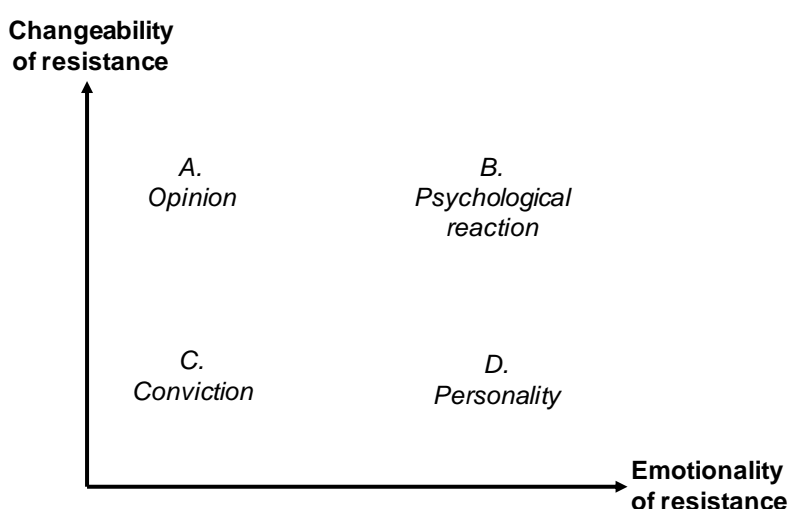 Changeability
of resistance
A.
Opinion
B.
Psychological
reaction
C.
Conviction
D.
Personality
Emotionality
of resistance